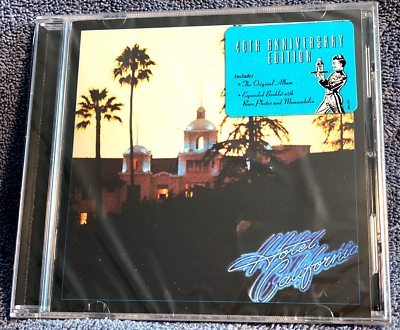 40TH ANNIVERSARY
EDITION
Includes
• The Original Album
• Expanded Booklet with
Rare Photos and Memorabilia
Hotel
California